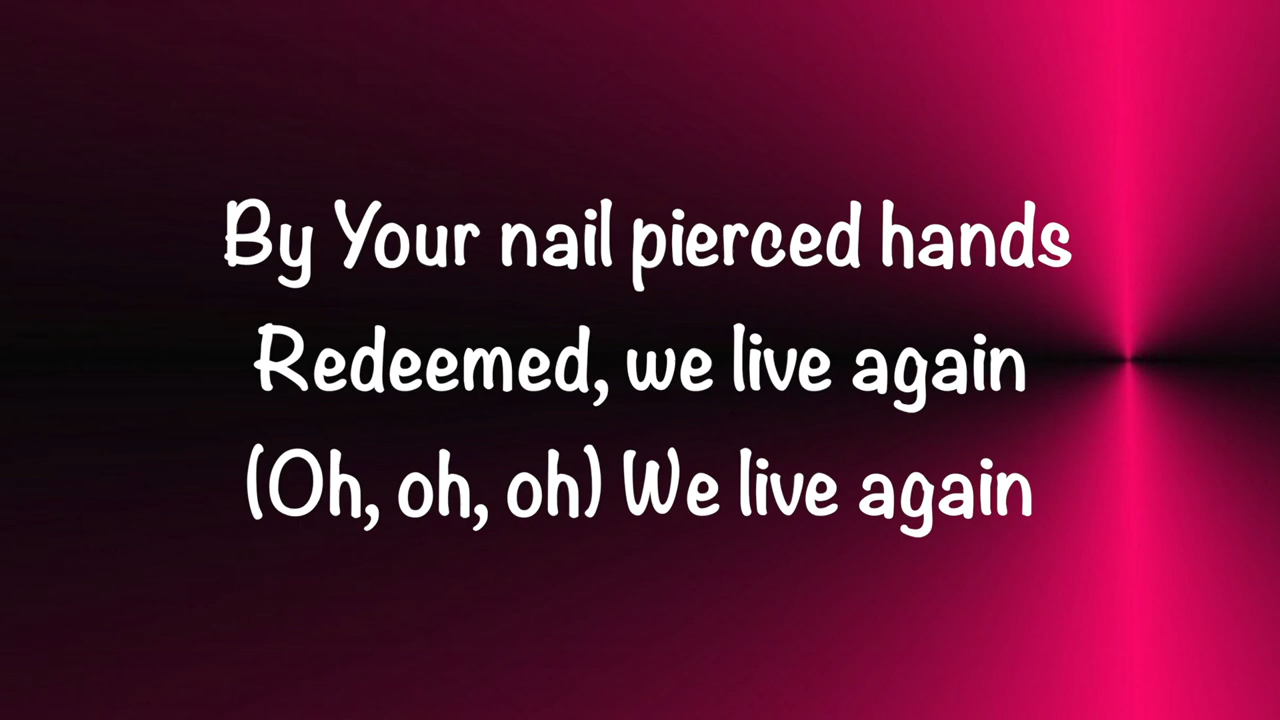 By Your nail pierced hands
Redeemed, we live again
(Oh, oh, oh) We live again